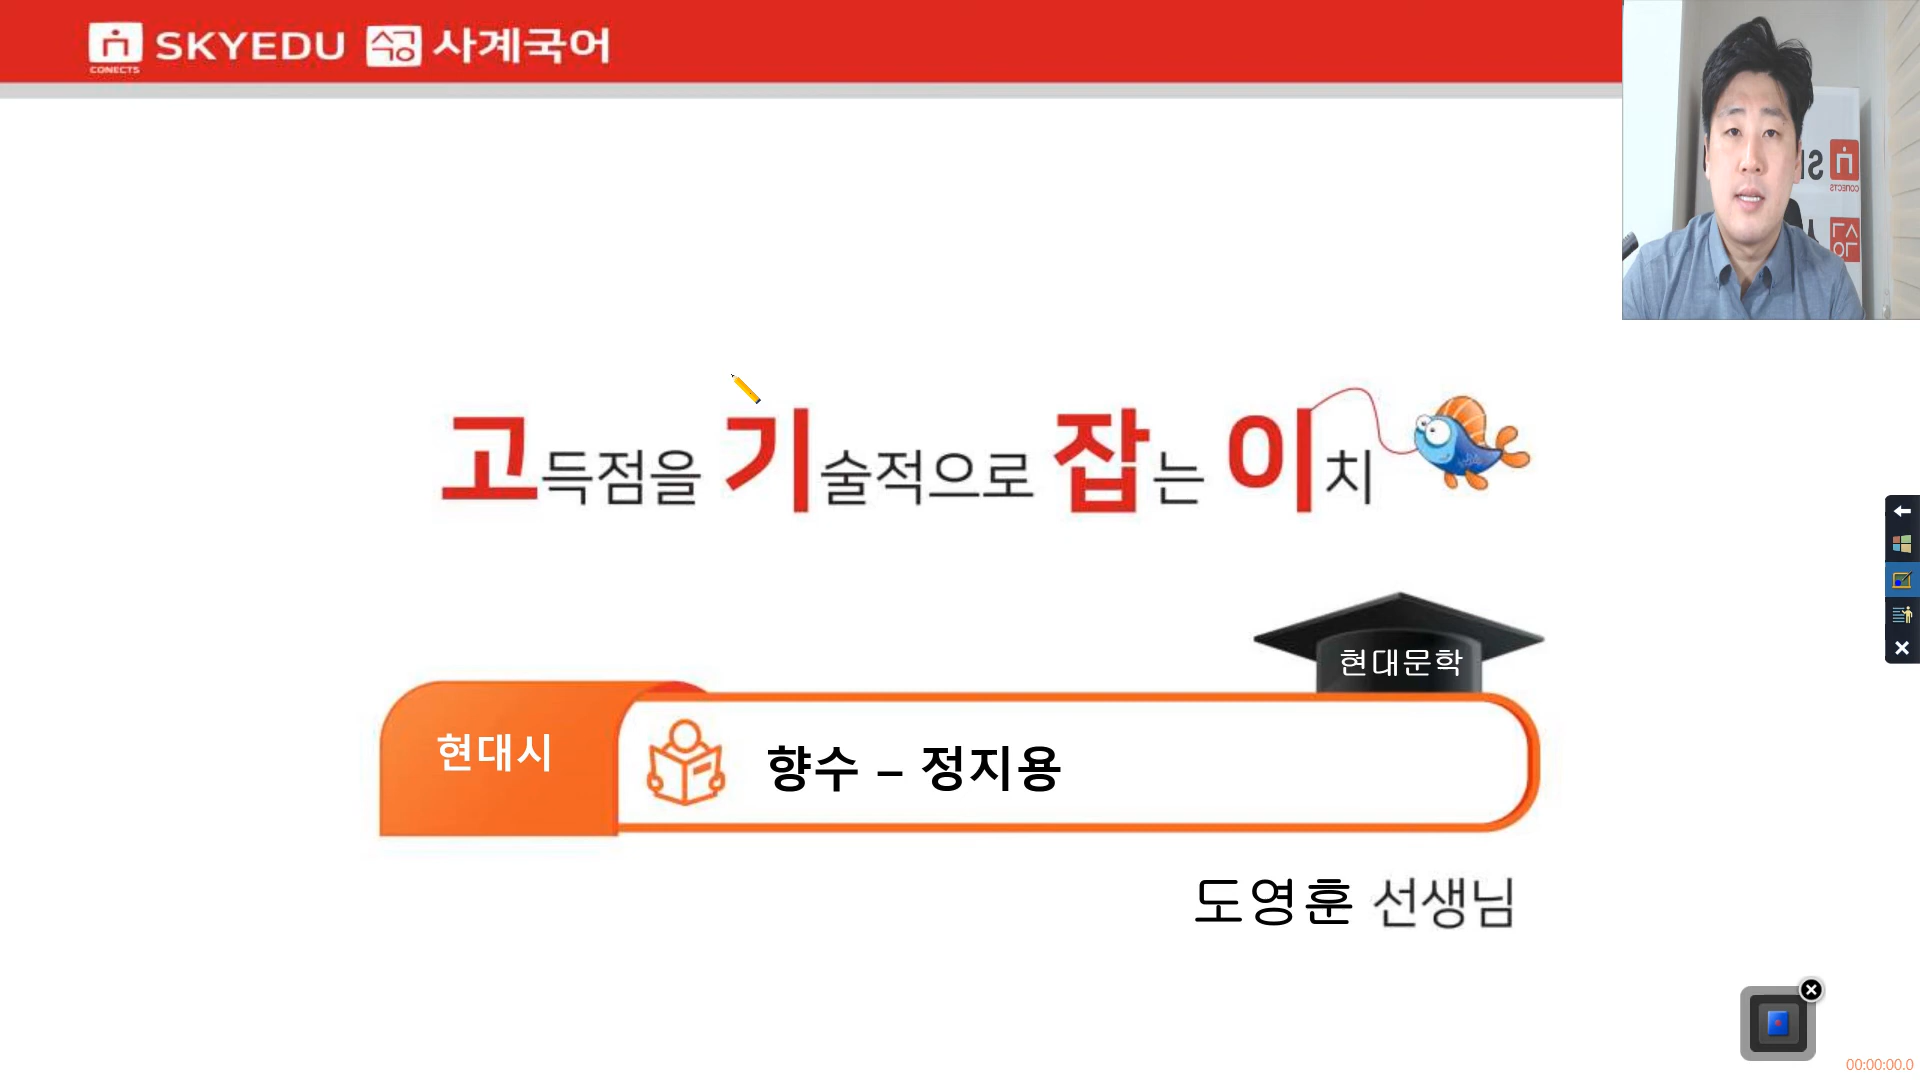 CONECTS
SKYEDU 수공 사계국어
고득점을 기술적으로 잡는 이치
현대문학
현대시
향수 – 정지용
도영훈 선생님
00:00:00.0